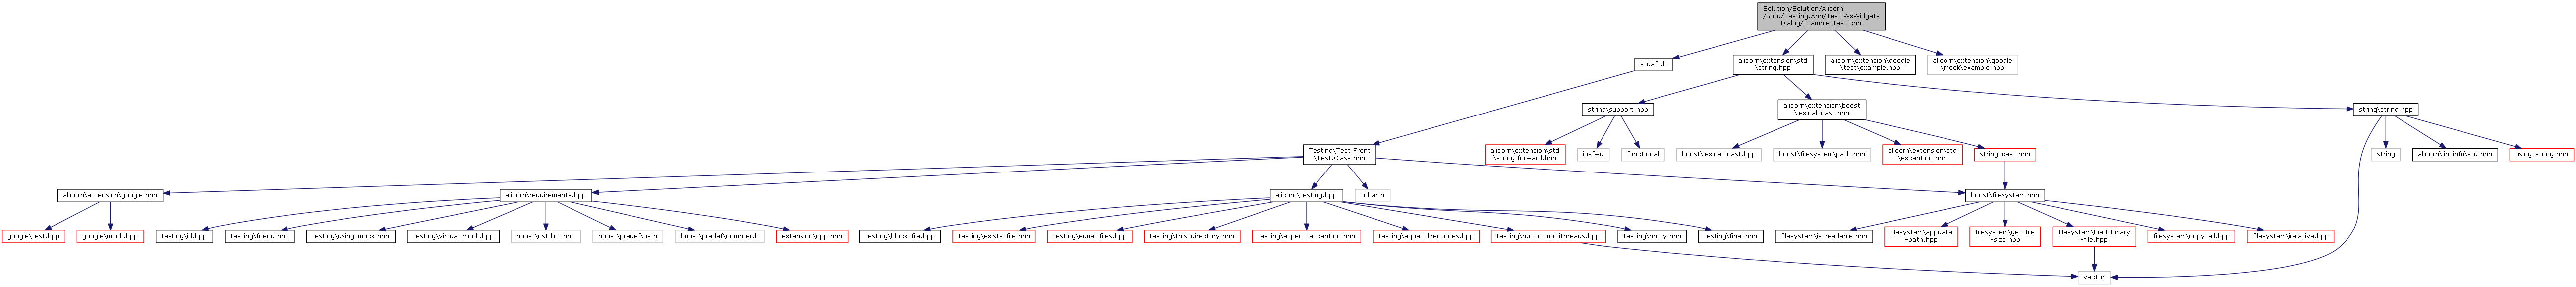 Solution/Solution/Alicorn
/Build/Testing.App/Test.WxWidgets
Dialog/Example_test.cpp
stdafx.h
alicorn\extension\std
\string.hpp
alicorn\extension\google
\test\example.hpp
alicorn\extension\google
\mock\example.hpp
string\support.hpp
alicorn\extension\boost
\lexical-cast.hpp
string\string.hpp
Testing\Test.Front
\Test.Class.hpp
alicorn\extension\std
\string.forward.hpp
iosfwd
functional
boost\lexical_cast.hpp
boost\filesystem\path.hpp
alicorn\extension\std
\exception.hpp
string-cast.hpp
string
alicorn\lib-info\std.hpp
using-string.hpp
alicorn\extension\google.hpp
alicorn\requirements.hpp
alicorn\testing.hpp
tchar.h
boost\filesystem.hpp
google\test.hpp
google\mock.hpp
testing\id.hpp
testing\friend.hpp
testing\using-mock.hpp
testing\virtual-mock.hpp
boost\cstdint.hpp
boost\predef\os.h
boost\predef\compiler.h
extension\cpp.hpp
testing\block-file.hpp
testing\exists-file.hpp
testing\equal-files.hpp
testing\this-directory.hpp
testing\expect-exception.hpp
testing\equal-directories.hpp
testing\run-in-multithreads.hpp
testing\proxy.hpp
testing\final.hpp
filesystem\is-readable.hpp
filesystem\appdata
-path.hpp
filesystem\get-file
-size.hpp
filesystem\load-binary
-file.hpp
filesystem\copy-all.hpp
filesystem\relative.hpp
vector